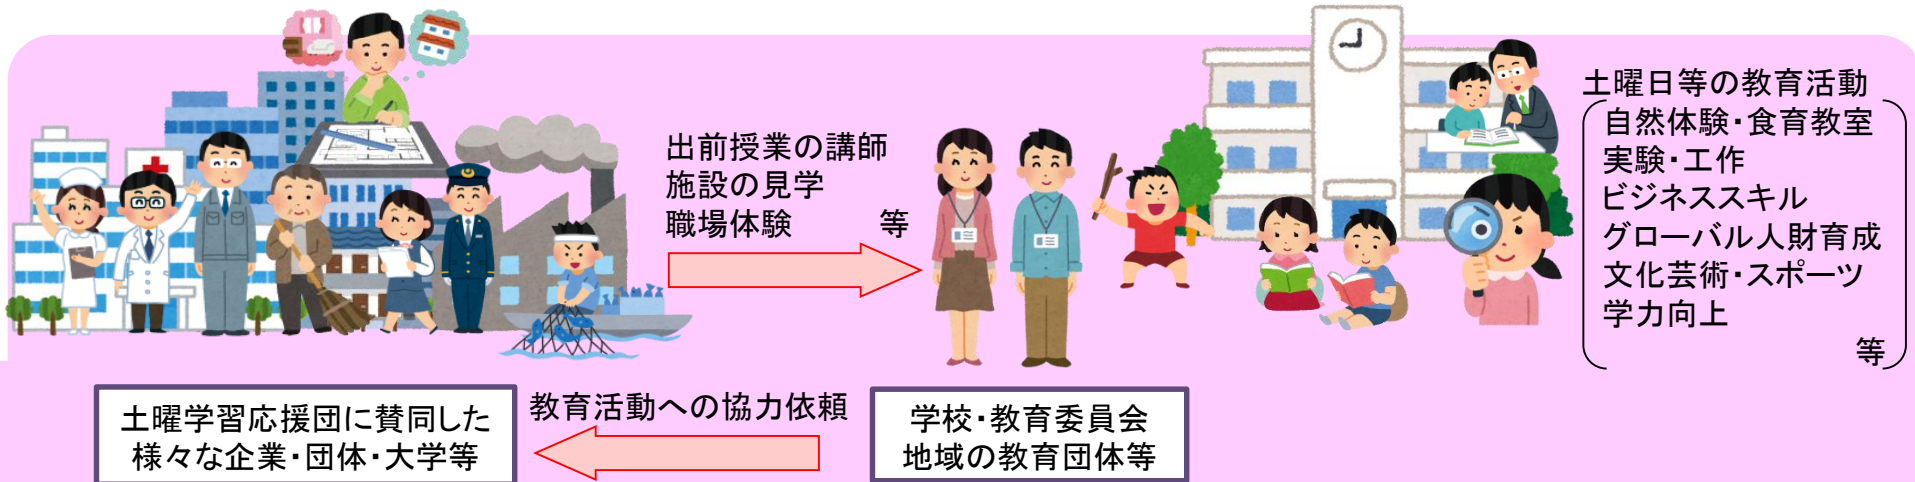 出前授業の講師
施設の見学
職場体験　　等
土曜日等の教育活動
自然体験・食育教室
実験・工作
ビジネススキル
グローバル人財育成
文化芸術・スポーツ
学力向上
等
土曜学習応援団に賛同した
様々な企業・団体・大学等
教育活動への協力依頼
学校・教育委員会
地域の教育団体等